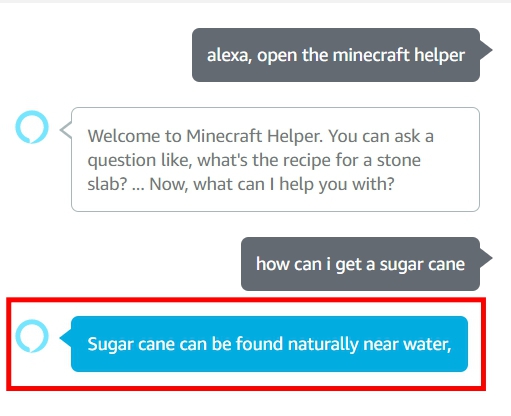 alexa, open the minecraft helper
Welcome to Minecraft Helper. You can ask a
question like, what's the recipe for a stone
slab? ... Now, what can I help you with?
how can i get a sugar cane
Sugar cane can be found naturally near water,